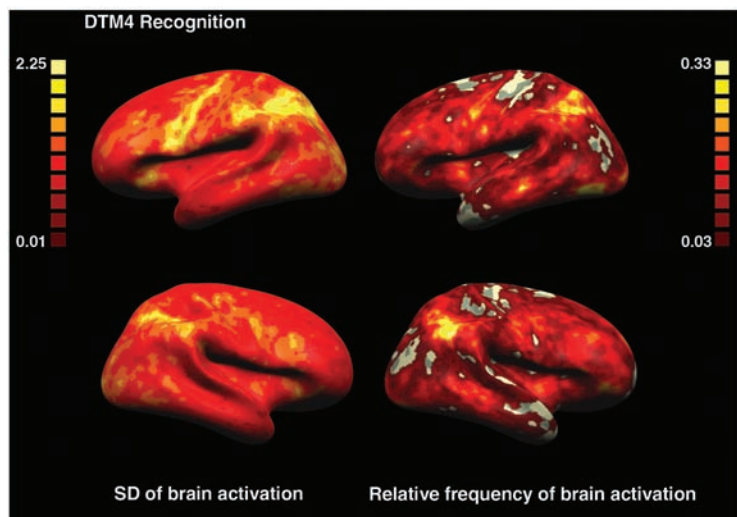 DTM4 Recognition
2.25
0.33
0.01
0.03
SD of brain activation
Relative frequency of brain activation